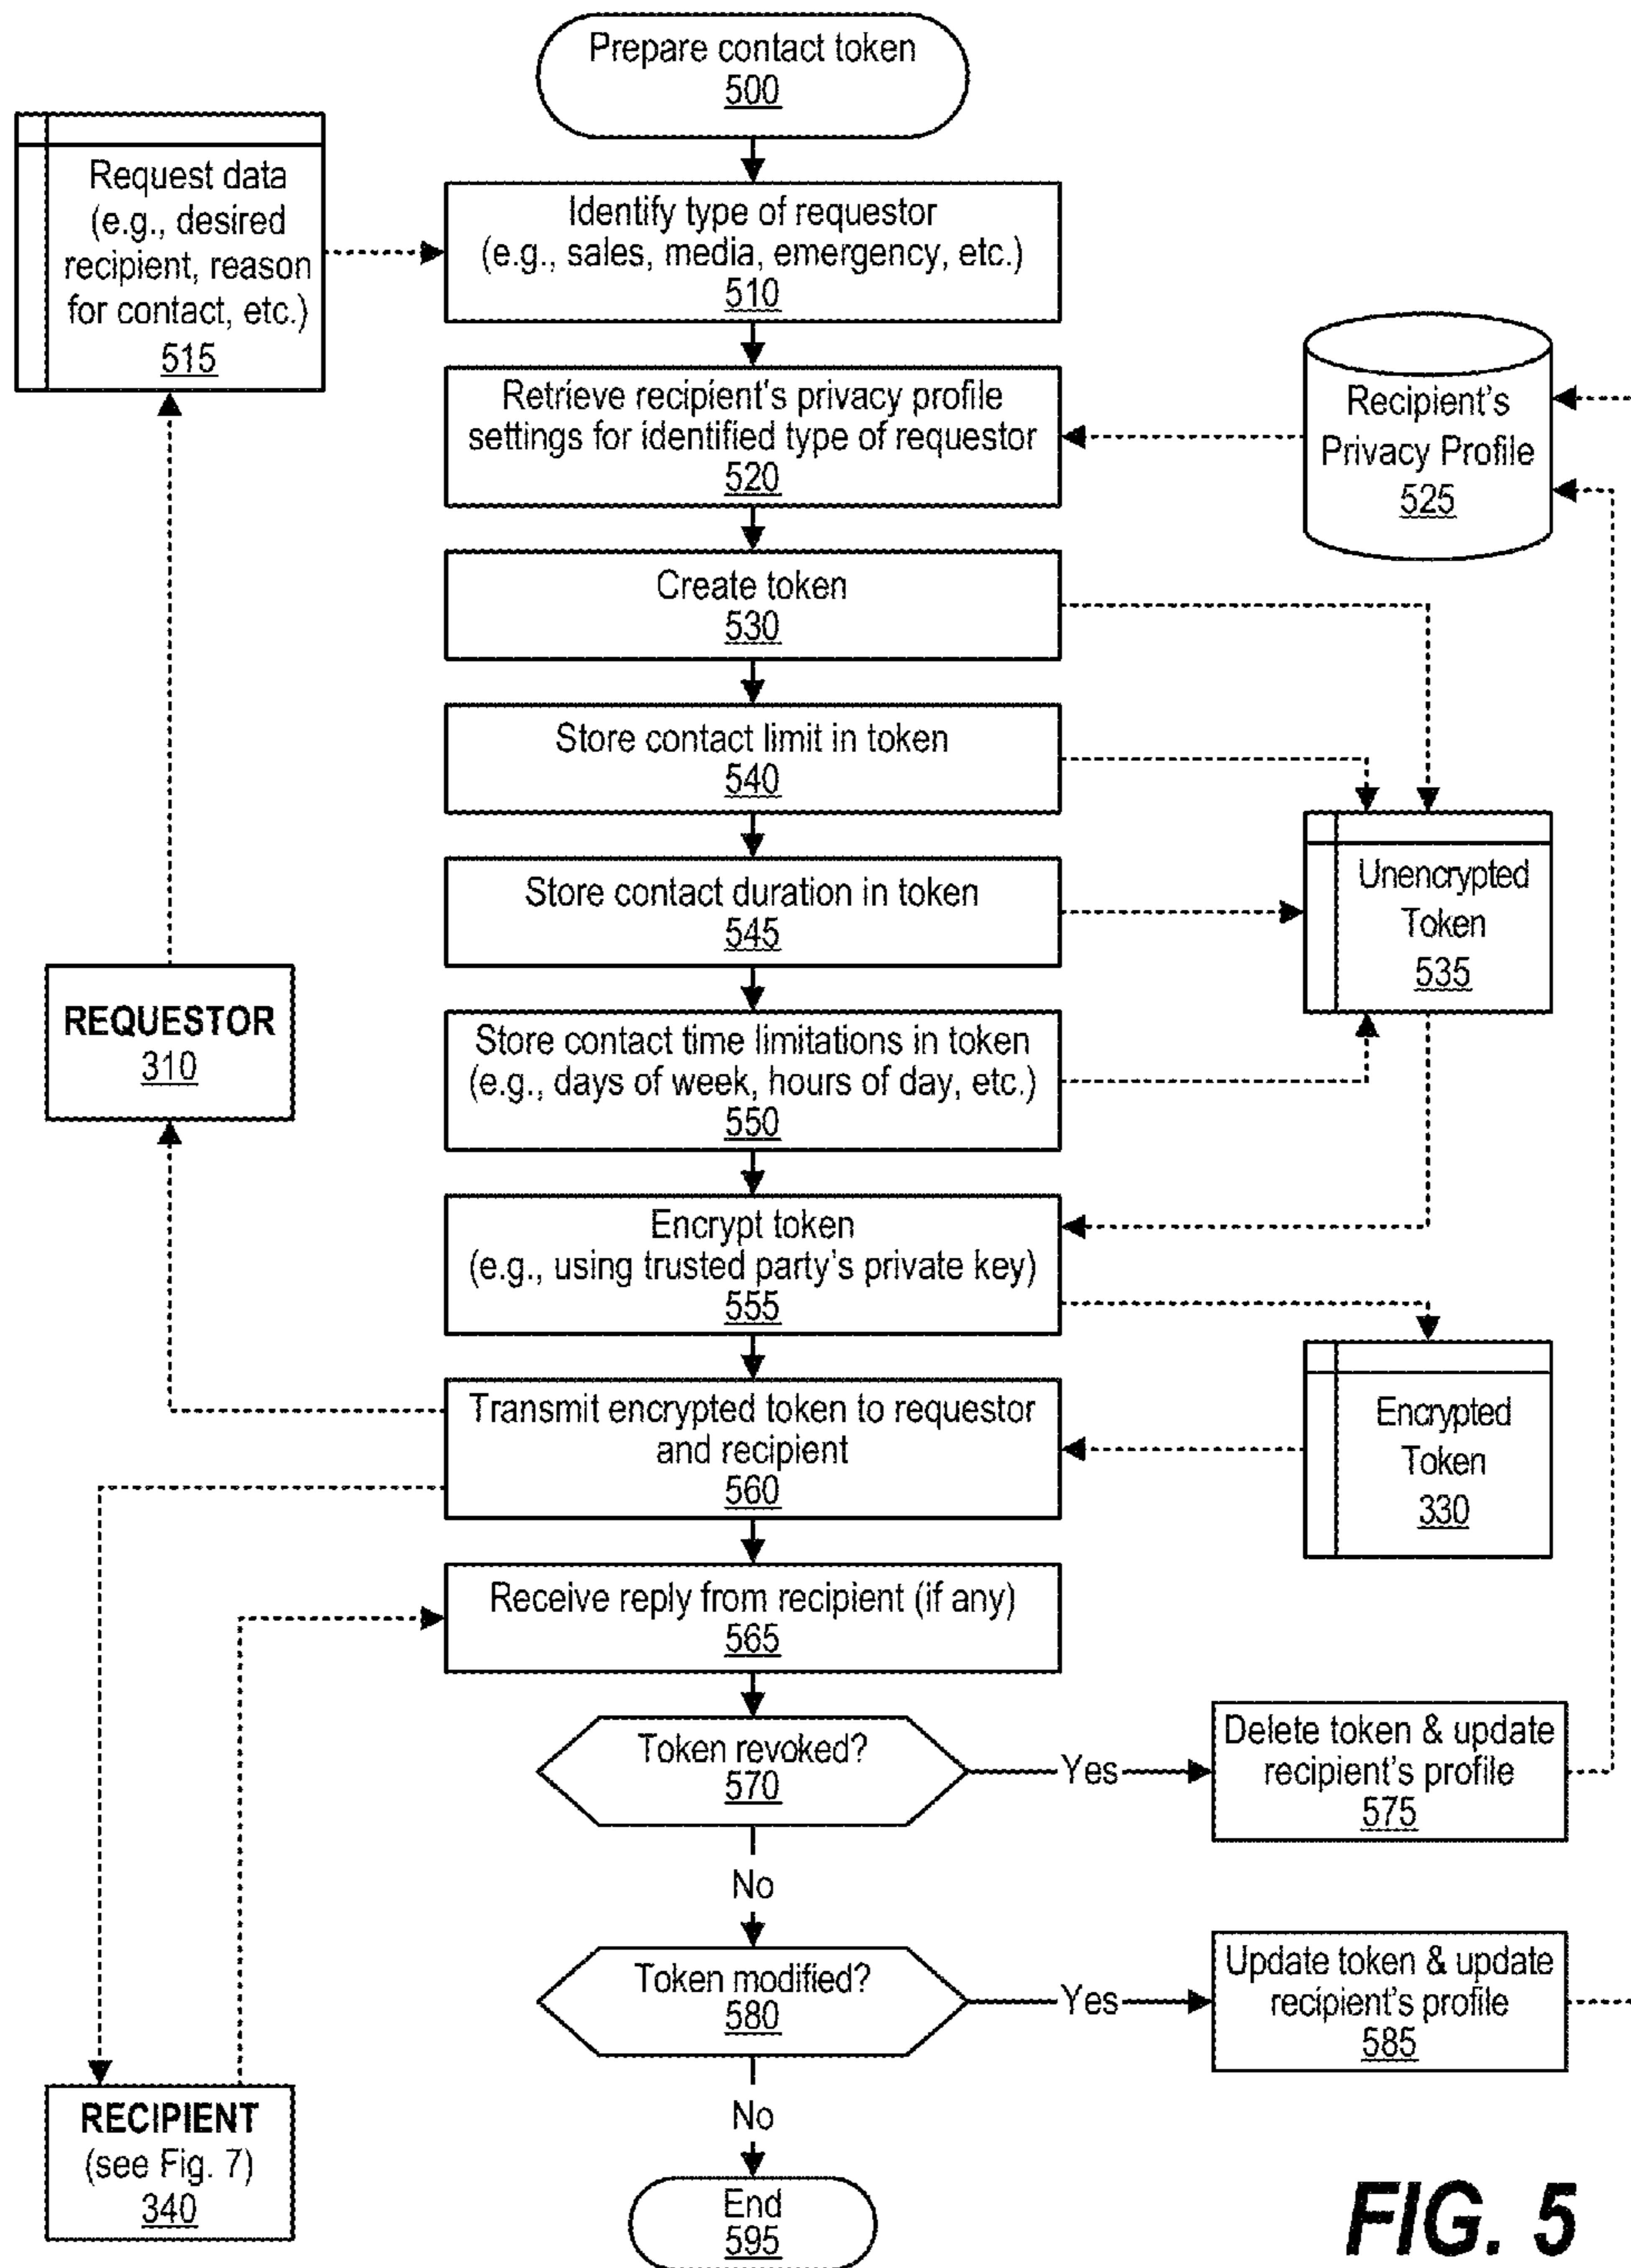 Prepare contact token
500
Request data
(e.g., desired
recipient, reason
for contact, etc.)
515
Identify type of requestor
(e.g., sales, media, emergency, etc.)
510
Retrieve recipient's privacy profile
settings for identified type of requestor
520
Recipient's
Privacy Profile
525
Create token
530
Store contact limit in token
540
Store contact duration in token
545
Unencrypted
Token
535
REQUESTOR
310
Store contact time limitations in token
(e.g., days of week, hours of day, etc.)
550
Encrypt token
(e.g., using trusted party's private key)
555
Transmit encrypted token to requestor
and recipient
560
Encrypted
Token
330
Receive reply from recipient (if any)
565
Token revoked?
570
Yes
Delete token & update
recipient's profile
575
No
Token modified?
580
Yes
Update token & update
recipient's profile
585
No
RECIPIENT
(see Fig. 7)
340
End
595
FIG. 5